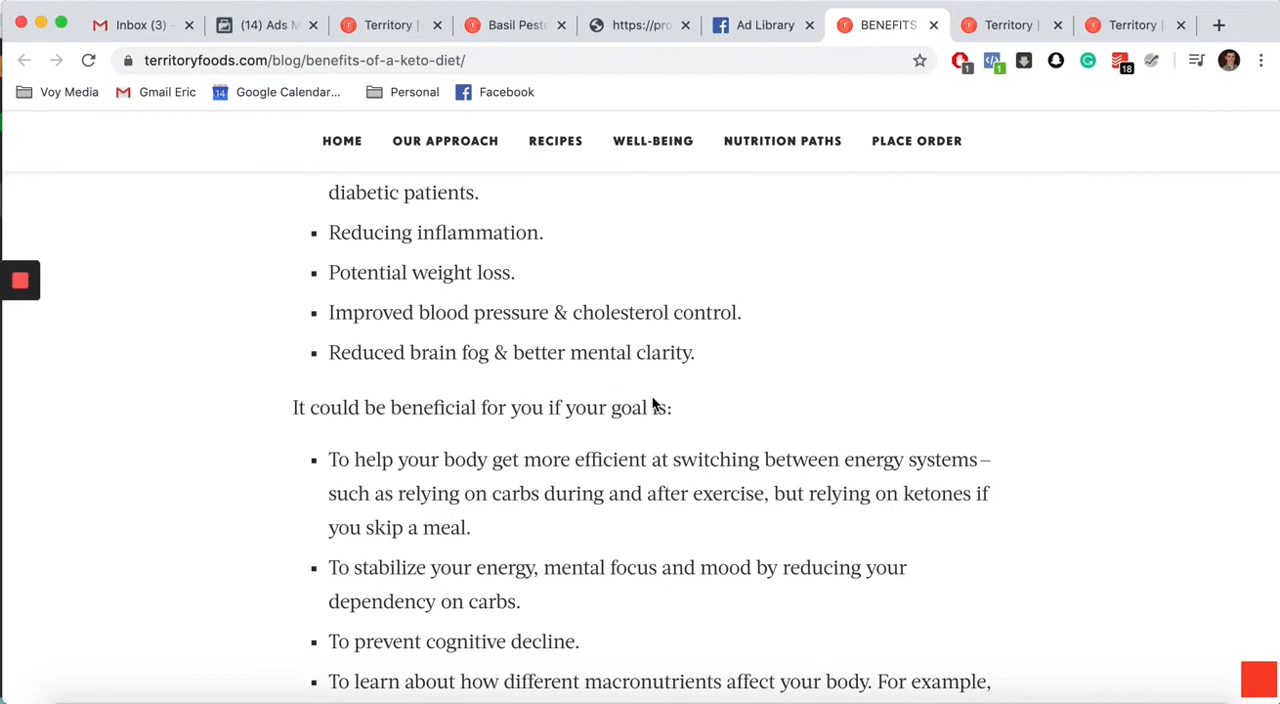 Inbox (3)
(14) Ads M
Territory |
Basil Pesto
https://pro
Ad Library
BENEFITS
Territory |
Territory |
territoryfoods.com/blog/benefits-of-a-keto-diet/
1
1
18
Voy Media
Gmail Eric
Google Calendar...
Personal
Facebook
HOME
OUR APPROACH
RECIPES
WELL-BEING
NUTRITION PATHS
PLACE ORDER
diabetic patients.
Reducing inflammation.
Potential weight loss.
Improved blood pressure & cholesterol control.
Reduced brain fog & better mental clarity.
It could be beneficial for you if your goal is:
To help your body get more efficient at switching between energy systems–
such as relying on carbs during and after exercise, but relying on ketones if
you skip a meal.
To stabilize your energy, mental focus and mood by reducing your
dependency on carbs.
To prevent cognitive decline.
To learn about how different macronutrients affect your body. For example,